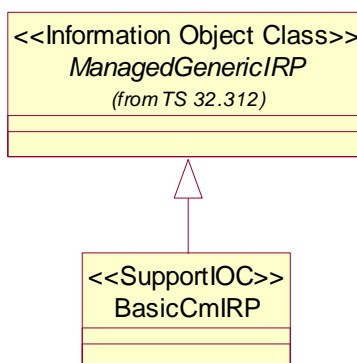 <<Information Object Class>>
ManagedGenericIRP
(from TS 32.312)
<<SupportIOC>>
BasicCmIRP